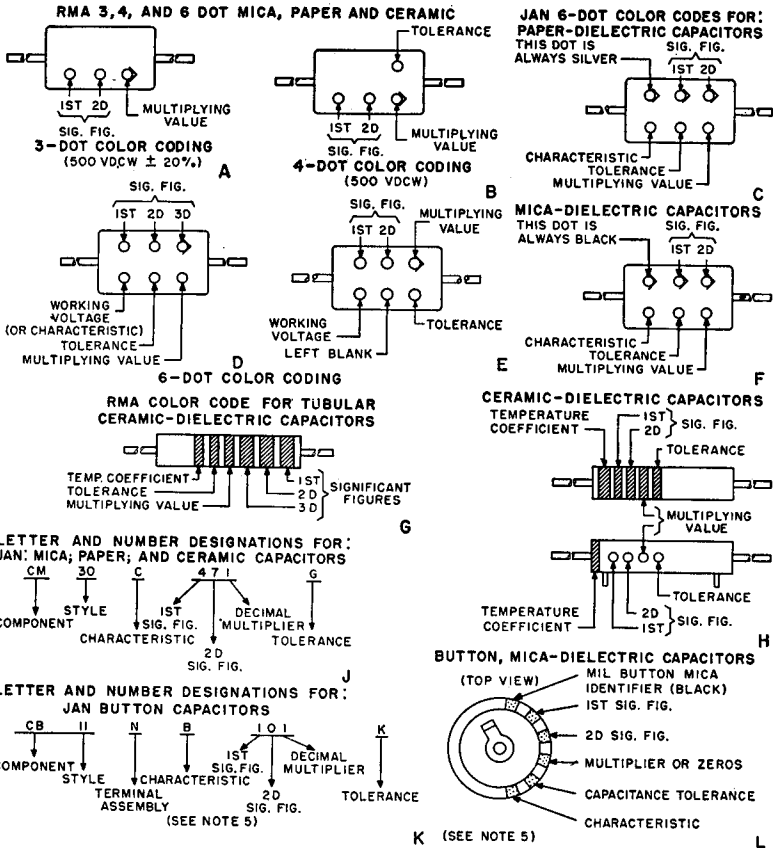 RMA 3,4, AND 6 DOT MICA, PAPER AND CERAMIC
1ST 2D
SIG. FIG.
MULTIPLYING
VALUE
3-DOT COLOR CODING
(500 VDCW ± 20%)
A
TOLERANCE
1ST 2D
SIG. FIG.
MULTIPLYING
VALUE
4-DOT COLOR CODING
(500 VDCW)
B
JAN 6-DOT COLOR CODES FOR:
PAPER-DIELECTRIC CAPACITORS
THIS DOT IS
ALWAYS SILVER
SIG. FIG.
1ST 2D
CHARACTERISTIC
TOLERANCE
MULTIPLYING VALUE
C
SIG. FIG.
1ST 2D 3D
WORKING
VOLTAGE
(OR CHARACTERISTIC)
TOLERANCE
MULTIPLYING VALUE
D
SIG. FIG.
1ST 2D
MULTIPLYING
VALUE
WORKING
VOLTAGE
LEFT BLANK
TOLERANCE
E
6-DOT COLOR CODING
MICA-DIELECTRIC CAPACITORS
THIS DOT IS
ALWAYS BLACK
SIG. FIG.
1ST 2D
CHARACTERISTIC
TOLERANCE
MULTIPLYING VALUE
F
RMA COLOR CODE FOR TUBULAR
CERAMIC-DIELECTRIC CAPACITORS
TEMP. COEFFICIENT
TOLERANCE
MULTIPLYING VALUE
1ST
2D
3D
SIGNIFICANT
FIGURES
G
CERAMIC-DIELECTRIC CAPACITORS
TEMPERATURE
COEFFICIENT
1ST
2D
SIG. FIG.
TOLERANCE
MULTIPLYING
VALUE
TOLERANCE
TEMPERATURE
COEFFICIENT
2D
1ST
SIG. FIG.
H
LETTER AND NUMBER DESIGNATIONS FOR:
JAN: MICA; PAPER; AND CERAMIC CAPACITORS
CM 30 C 471 G
COMPONENT
STYLE
CHARACTERISTIC
1ST
SIG. FIG.
2D
SIG. FIG.
DECIMAL
MULTIPLIER
TOLERANCE
J
LETTER AND NUMBER DESIGNATIONS FOR:
JAN BUTTON CAPACITORS
CB 11 N B 101 K
COMPONENT
STYLE
TERMINAL
ASSEMBLY
CHARACTERISTIC
1ST
SIG. FIG.
2D
SIG. FIG.
DECIMAL
MULTIPLIER
TOLERANCE
(SEE NOTE 5)
K
BUTTON, MICA-DIELECTRIC CAPACITORS
(TOP VIEW)
MIL BUTTON MICA
IDENTIFIER (BLACK)
1ST SIG. FIG.
2D SIG. FIG.
MULTIPLIER OR ZEROS
CAPACITANCE TOLERANCE
CHARACTERISTIC
(SEE NOTE 5)
L